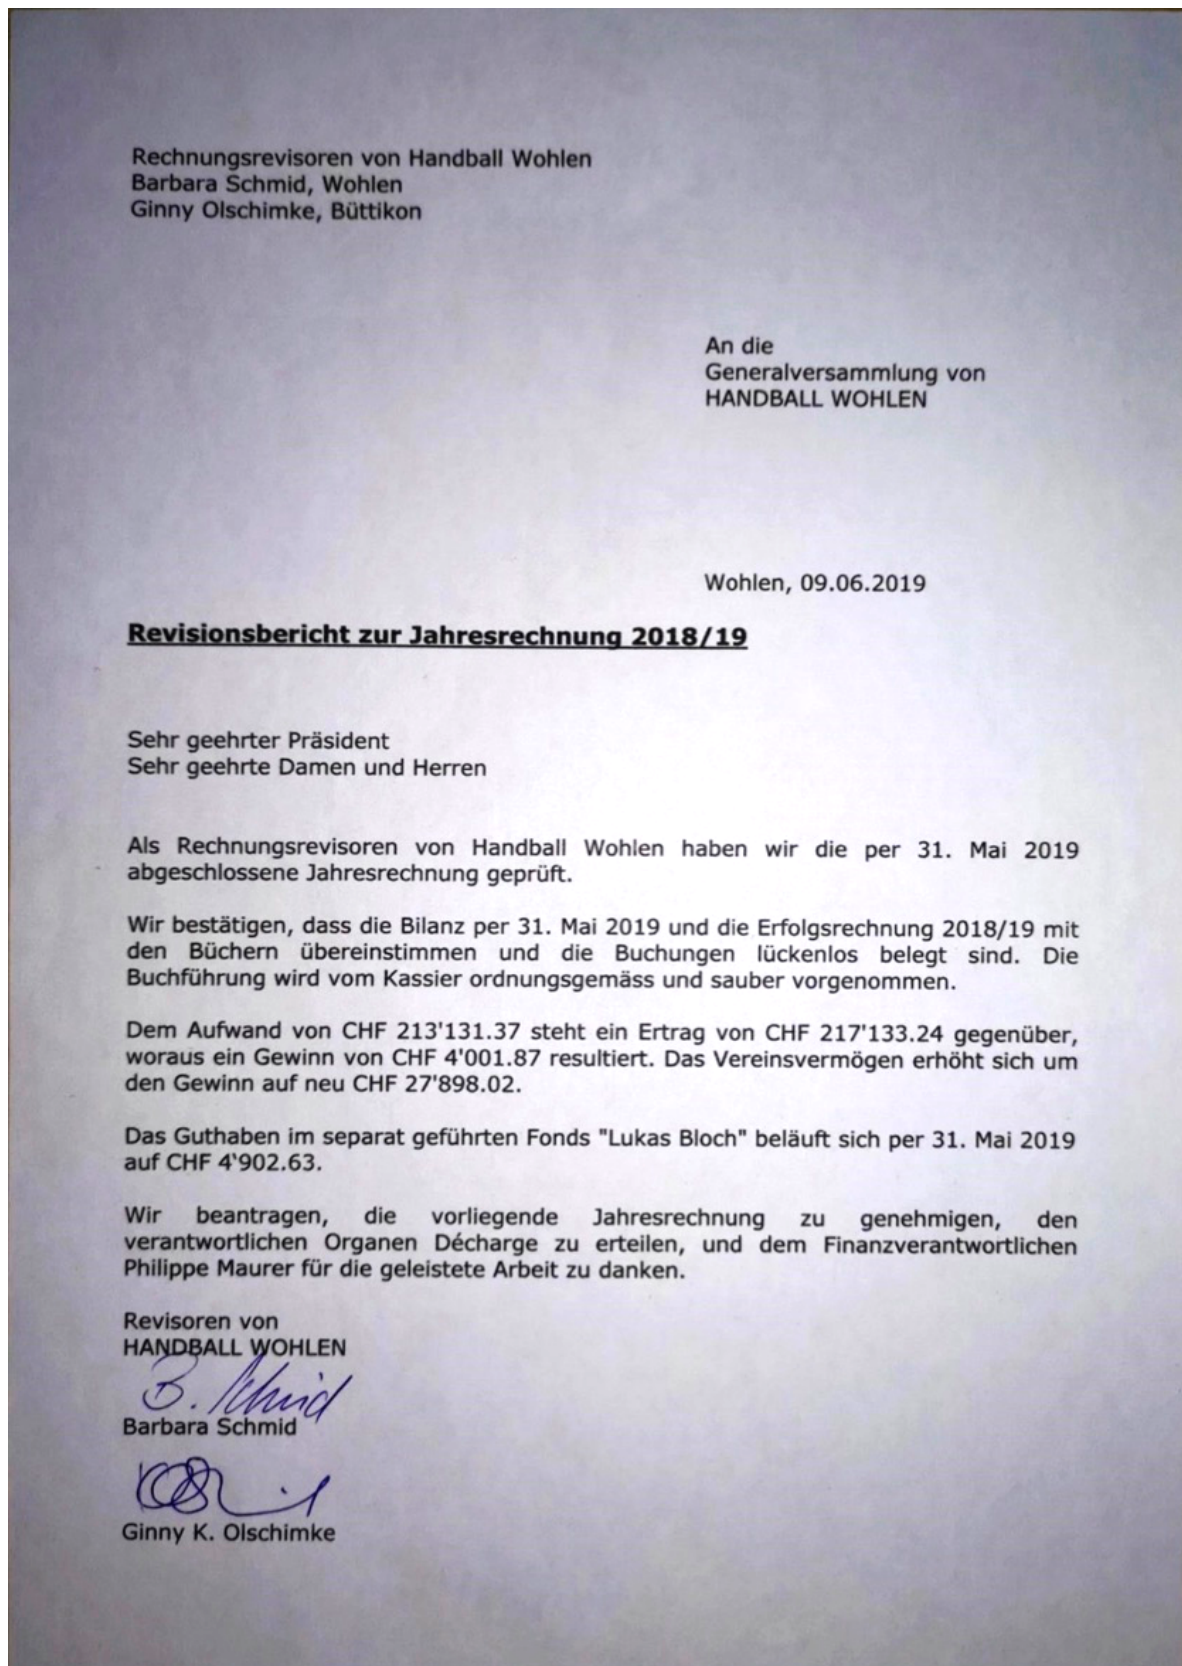 Rechnungsrevisoren von Handball Wohlen
Barbara Schmid, Wohlen
Ginny Olschimke, Büttikon
An die
Generalversammlung von
HANDBALL WOHLEN
Wohlen, 09.06.2019
Revisionsbericht zur Jahresrechnung 2018/19
Sehr geehrter Präsident
Sehr geehrte Damen und Herren
Als Rechnungsrevisoren von Handball Wohlen haben wir die per 31. Mai 2019
abgeschlossene Jahresrechnung geprüft.
Wir bestätigen, dass die Bilanz per 31. Mai 2019 und die Erfolgsrechnung 2018/19 mit
den Büchern übereinstimmen und die Buchungen lückenlos belegt sind. Die
Buchführung wird vom Kassier ordnungsgemäss und sauber vorgenommen.
Dem Aufwand von CHF 213'131.37 steht ein Ertrag von CHF 217'133.24 gegenüber,
woraus ein Gewinn von CHF 4'001.87 resultiert. Das Vereinsvermögen erhöht sich um
den Gewinn auf neu CHF 27'898.02.
Das Guthaben im separat geführten Fonds "Lukas Bloch" beläuft sich per 31. Mai 2019
auf CHF 4'902.63.
Wir beantragen, die vorliegende Jahresrechnung zu genehmigen, den
verantwortlichen Organen Décharge zu erteilen, und dem Finanzverantwortlichen
Philippe Maurer für die geleistete Arbeit zu danken.
Revisoren von
HANDBALL WOHLEN
B. Schmid
Barbara Schmid
Ginny K. Olschimke